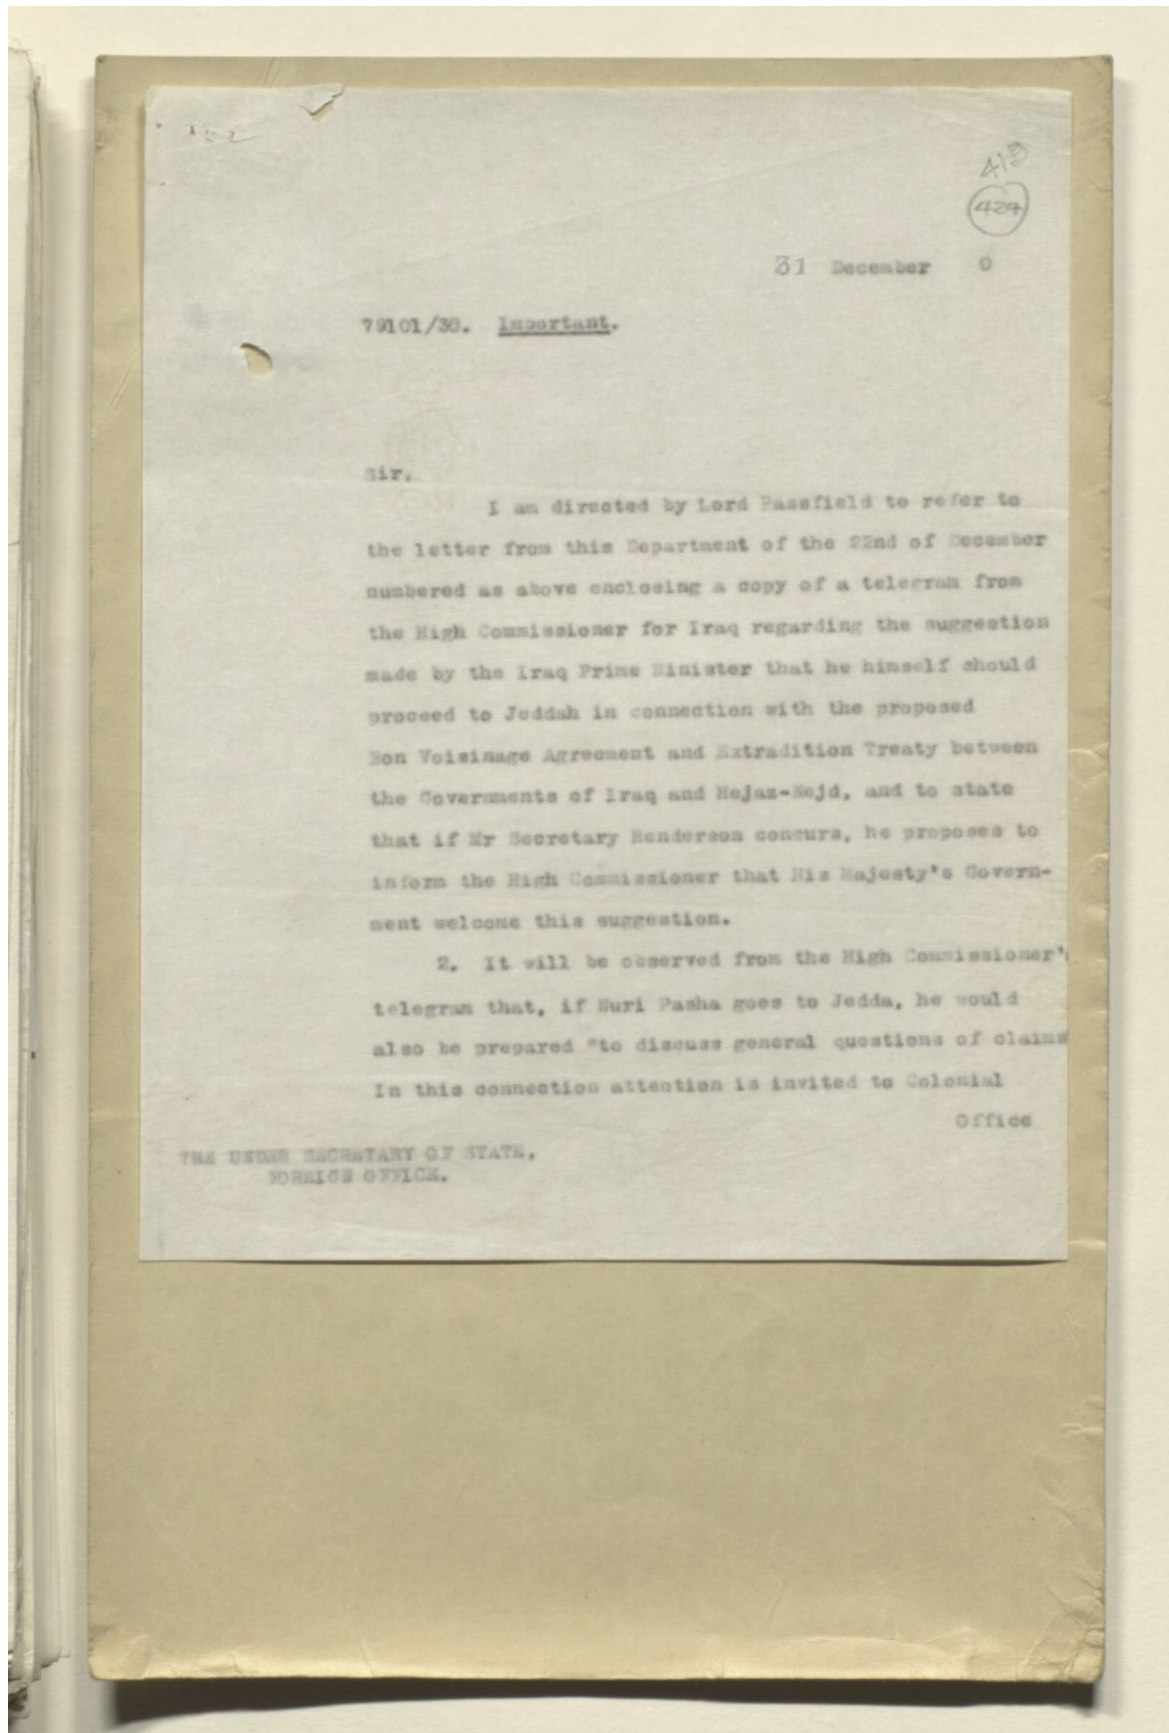 419
424
31 December 0
79101/30. Important.
Sir,
I am directed by Lord Passfield to refer to
the letter from this Department of the 22nd of December
numbered as above enclosing a copy of a telegram from
the High Commissioner for Iraq regarding the suggestion
made by the Iraq Prime Minister that he himself should
proceed to Jeddah in connection with the proposed
Bon Voisinage Agreement and Extradition Treaty between
the Governments of Iraq and Hejaz-Nejd, and to state
that if Mr Secretary Henderson concurs, he proposes to
inform the High Commissioner that His Majesty's Govern-
ment welcome this suggestion.
2. It will be observed from the High Commissioner's
telegram that, if Nuri Pasha goes to Jedda, he would
also be prepared "to discuss general questions of claims"
In this connection attention is invited to Colonial
Office
THE UNDER SECRETARY OF STATE,
FOREIGN OFFICE.